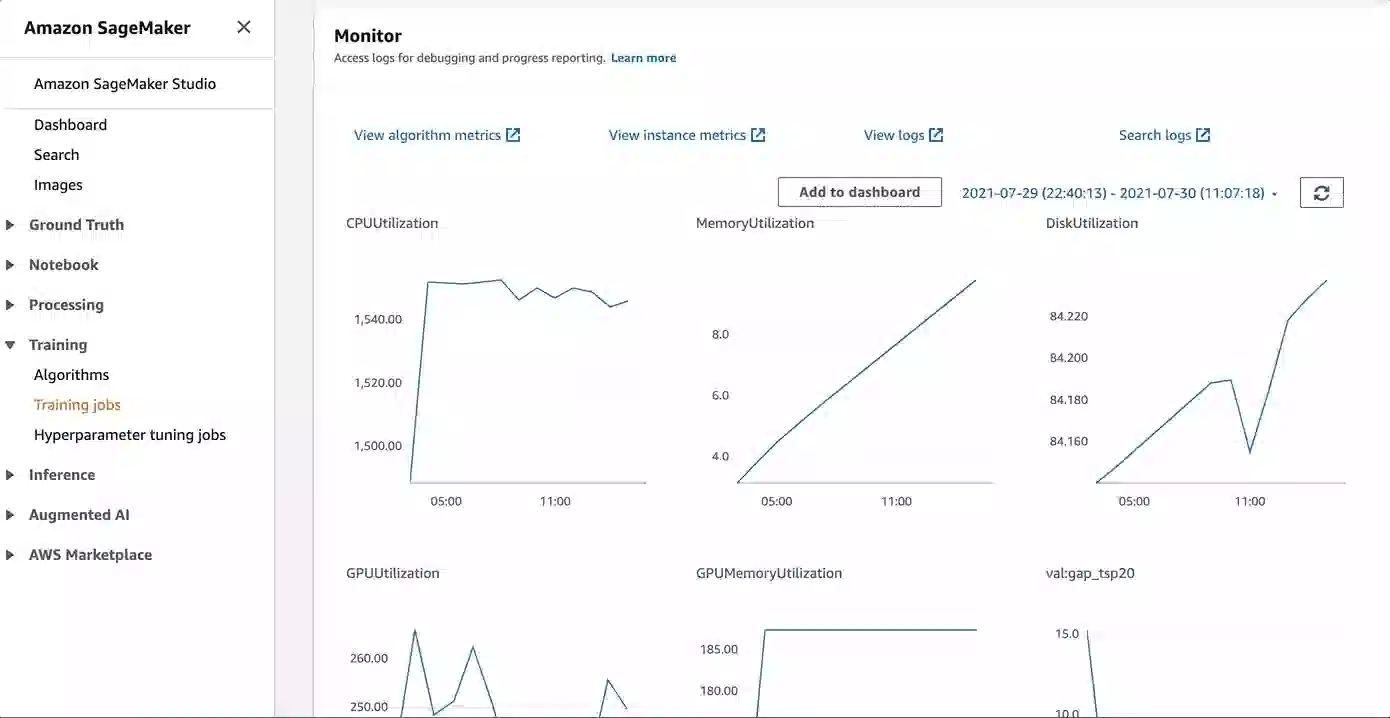 Amazon SageMaker
Amazon SageMaker Studio
Dashboard
Search
Images
Ground Truth
Notebook
Processing
Training
Algorithms
Training jobs
Hyperparameter tuning jobs
Inference
Augmented AI
AWS Marketplace
Monitor
Access logs for debugging and progress reporting. Learn more
View algorithm metrics View instance metrics View logs Search logs
Add to dashboard 2021-07-29 (22:40:13) - 2021-07-30 (11:07:18)
CPUUtilization
1,540.00
1,520.00
1,500.00
05:00 11:00
MemoryUtilization
8.0
6.0
4.0
05:00 11:00
DiskUtilization
84.220
84.200
84.180
84.160
05:00 11:00
GPUUtilization
260.00
250.00
GPUMemoryUtilization
185.00
180.00
val:gap_tsp20
15.0
10.0